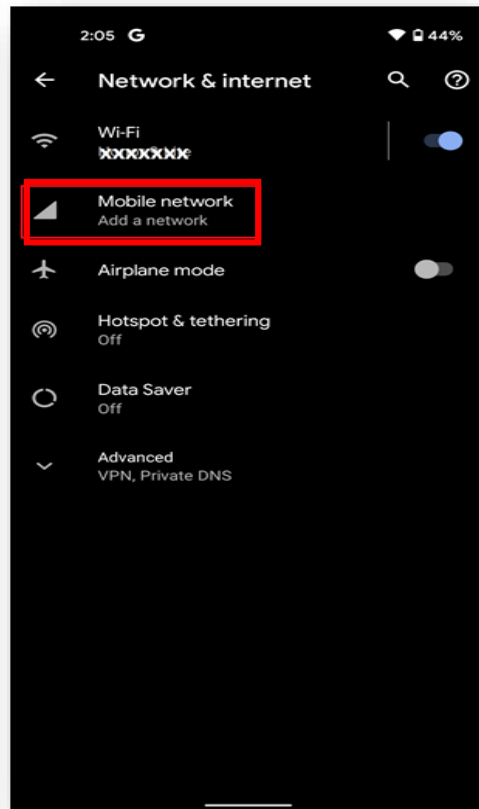 2:05 G 44%
Network & internet
Wi-Fi
xxxxxxx
Mobile network
Add a network
Airplane mode
Hotspot & tethering
Off
Data Saver
Off
Advanced
VPN, Private DNS